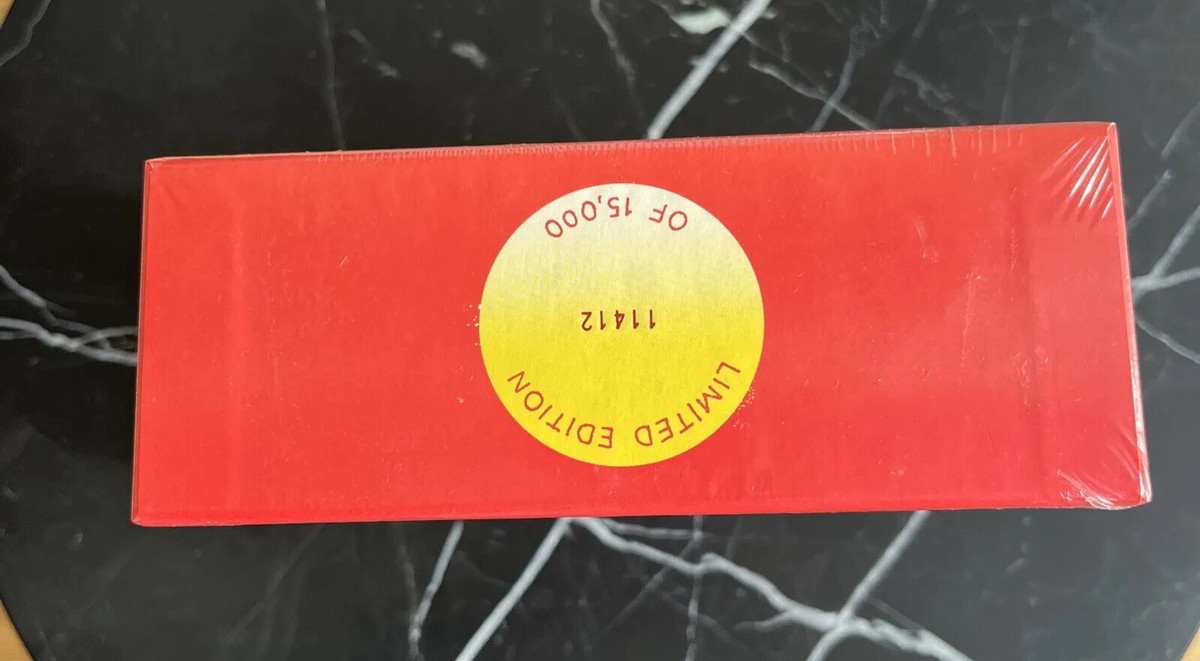 LIMITED EDITION
11412
OF 15,000